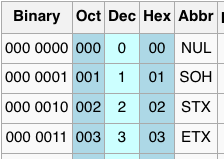 Binary Oct Dec Hex Abbr
000 0000 000 0 00 NUL
000 0001 001 1 01 SOH
000 0010 002 2 02 STX
000 0011 003 3 03 ETX